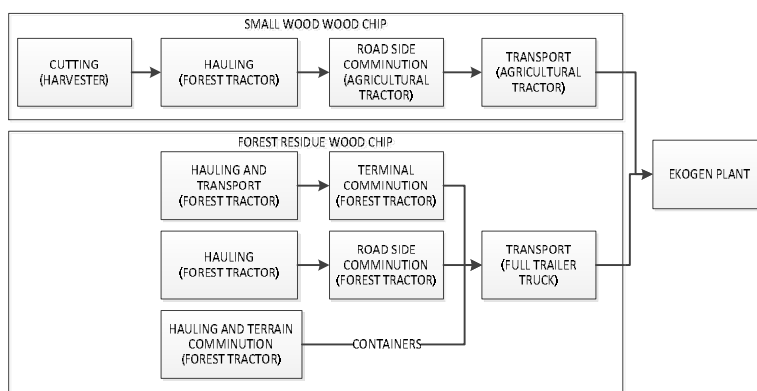 SMALL WOOD WOOD CHIP
CUTTING
(HARVESTER)
HAULING
(FOREST TRACTOR)
ROAD SIDE
COMMINUTION
(AGRICULTURAL
TRACTOR)
TRANSPORT
(AGRICULTURAL
TRACTOR)
FOREST RESIDUE WOOD CHIP
HAULING AND
TRANSPORT
(FOREST TRACTOR)
TERMINAL
COMMINUTION
(FOREST TRACTOR)
EKOGEN PLANT
HAULING
(FOREST TRACTOR)
ROAD SIDE
COMMINUTION
(FOREST TRACTOR)
TRANSPORT
(FULL TRAILER
TRUCK)
HAULING AND TERRAIN
COMMINUTION
(FOREST TRACTOR)
CONTAINERS